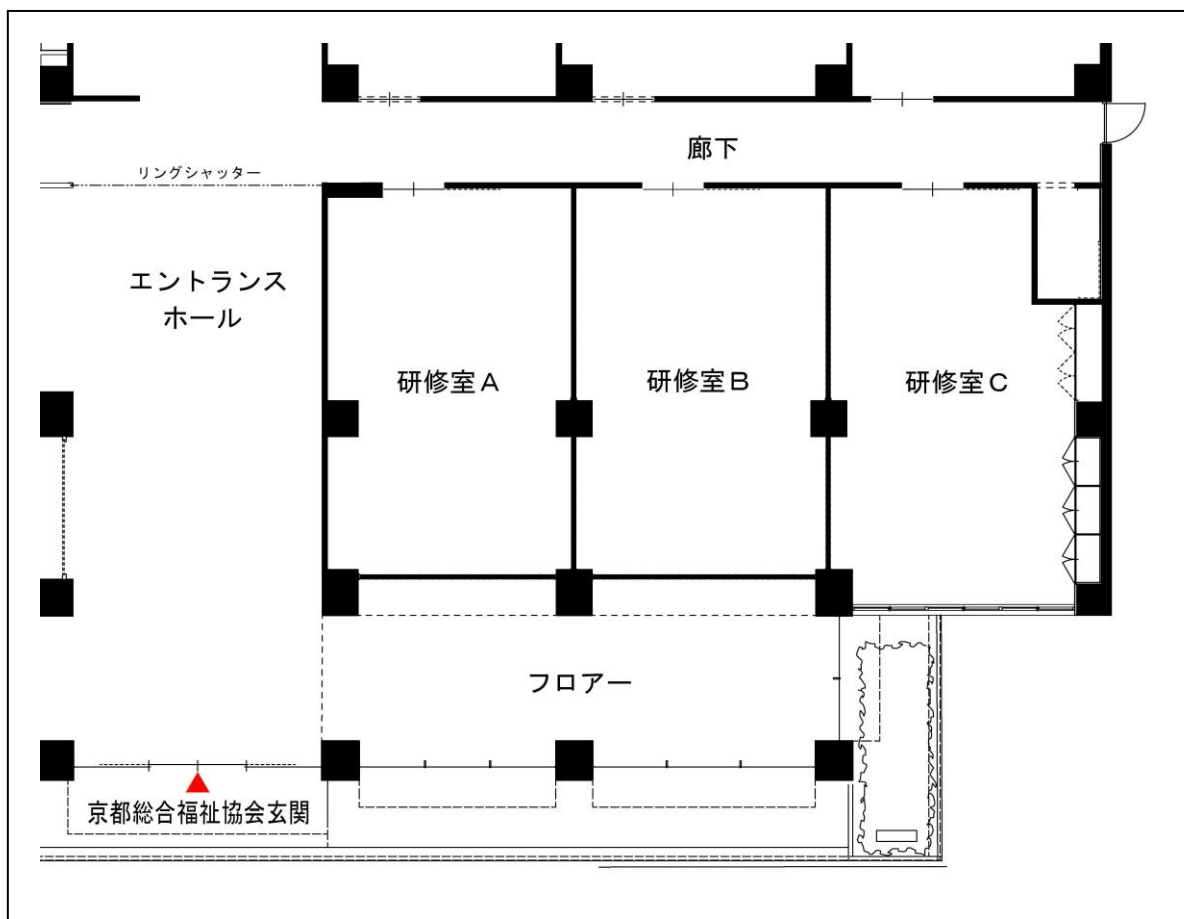 廊下
リングシャッター
エントランス
ホール
研修室A
研修室B
研修室C
フロアー
京都総合福祉協会玄関